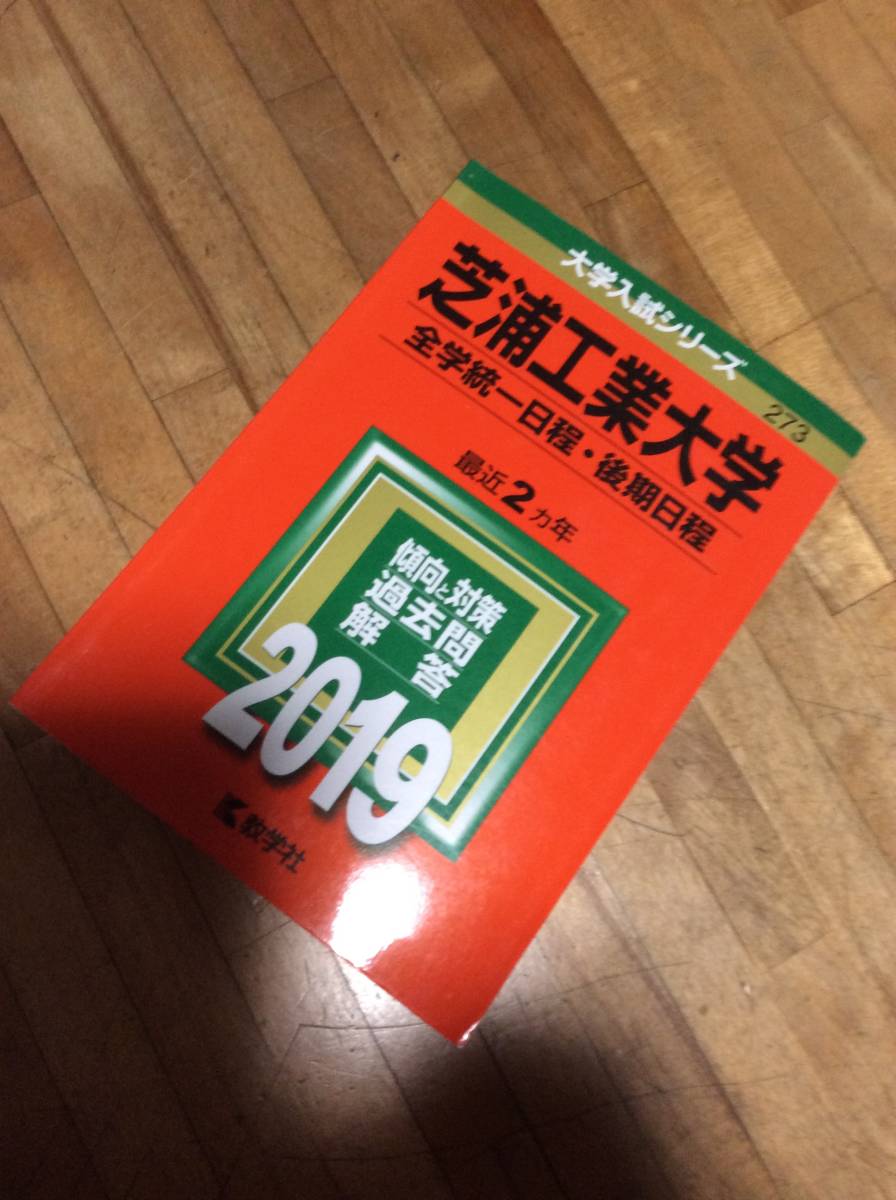 大学入試シリーズ
273
芝浦工業大学
全学統一日程・後期日程
最近2カ年
傾向と対策
過去問
解答
2019
教学社